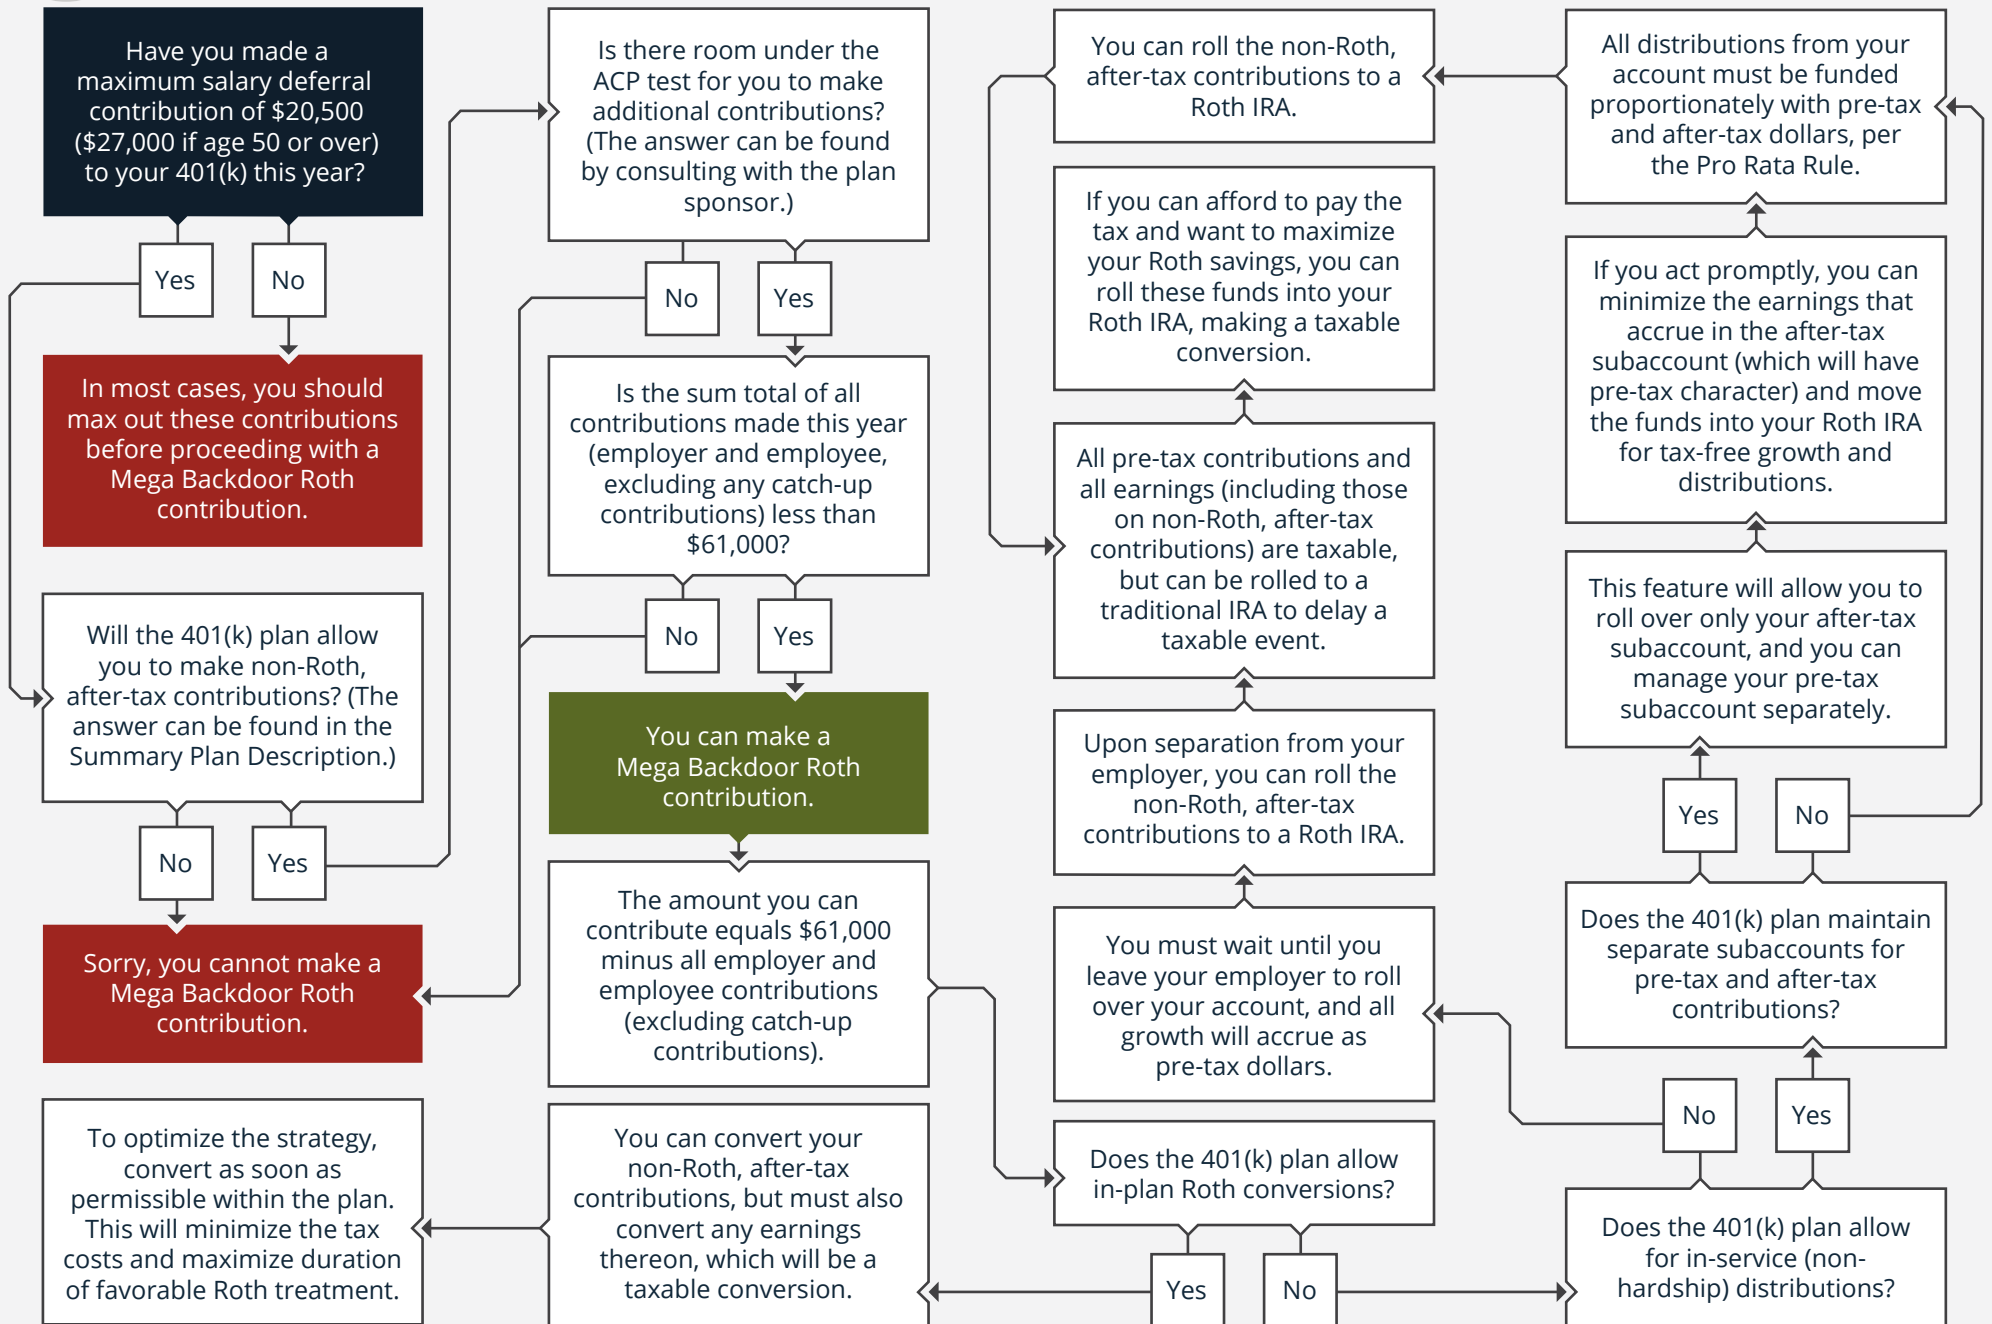 Have you made a
maximum salary deferral
contribution of $20,500
($27,000 if age 50 or over)
to your 401(k) this year?
Yes
No
In most cases, you should
max out these contributions
before proceeding with a
Mega Backdoor Roth
contribution.
Will the 401(k) plan allow
you to make non-Roth,
after-tax contributions? (The
answer can be found in the
Summary Plan Description.)
No
Yes
Sorry, you cannot make a
Mega Backdoor Roth
contribution.
Is there room under the
ACP test for you to make
additional contributions?
(The answer can be found
by consulting with the plan
sponsor.)
No
Yes
Is the sum total of all
contributions made this year
(employer and employee,
excluding any catch-up
contributions) less than
$61,000?
No
Yes
You can make a
Mega Backdoor Roth
contribution.
The amount you can
contribute equals $61,000
minus all employer and
employee contributions
(excluding catch-up
contributions).
Does the 401(k) plan allow
in-plan Roth conversions?
Yes
No
You can convert your
non-Roth, after-tax
contributions, but must also
convert any earnings
thereon, which will be a
taxable conversion.
To optimize the strategy,
convert as soon as
permissible within the plan.
This will minimize the tax
costs and maximize duration
of favorable Roth treatment.
Does the 401(k) plan allow
for in-service (non-
hardship) distributions?
No
Yes
You must wait until you
leave your employer to roll
over your account, and all
growth will accrue as
pre-tax dollars.
Upon separation from your
employer, you can roll the
non-Roth, after-tax
contributions to a Roth IRA.
All pre-tax contributions and
all earnings (including those
on non-Roth, after-tax
contributions) are taxable,
but can be rolled to a
traditional IRA to delay a
taxable event.
If you can afford to pay the
tax and want to maximize
your Roth savings, you can
roll these funds into your
Roth IRA, making a taxable
conversion.
You can roll the non-Roth,
after-tax contributions to a
Roth IRA.
Does the 401(k) plan maintain
separate subaccounts for
pre-tax and after-tax
contributions?
Yes
No
This feature will allow you to
roll over only your after-tax
subaccount, and you can
manage your pre-tax
subaccount separately.
If you act promptly, you can
minimize the earnings that
accrue in the after-tax
subaccount (which will have
pre-tax character) and move
the funds into your Roth IRA
for tax-free growth and
distributions.
All distributions from your
account must be funded
proportionately with pre-tax
and after-tax dollars, per
the Pro Rata Rule.